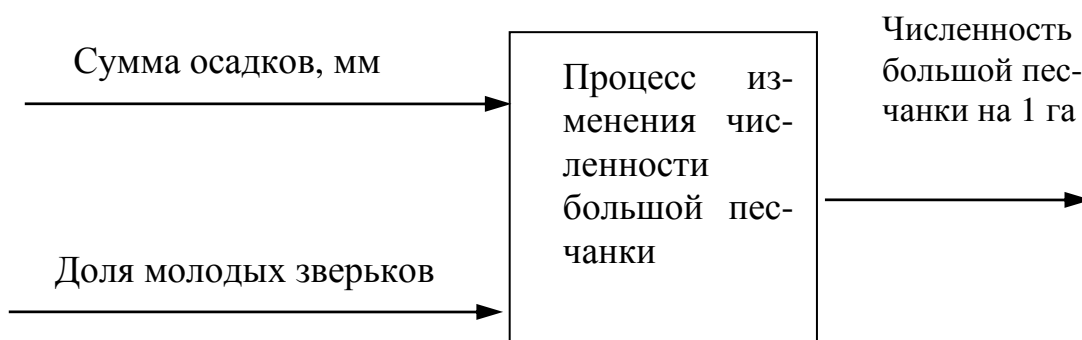 Сумма осадков, мм
Доля молодых зверьков
Процесс из-
менения чис-
ленности
большой пес-
чанки
Численность
большой пес-
чанки на 1 га